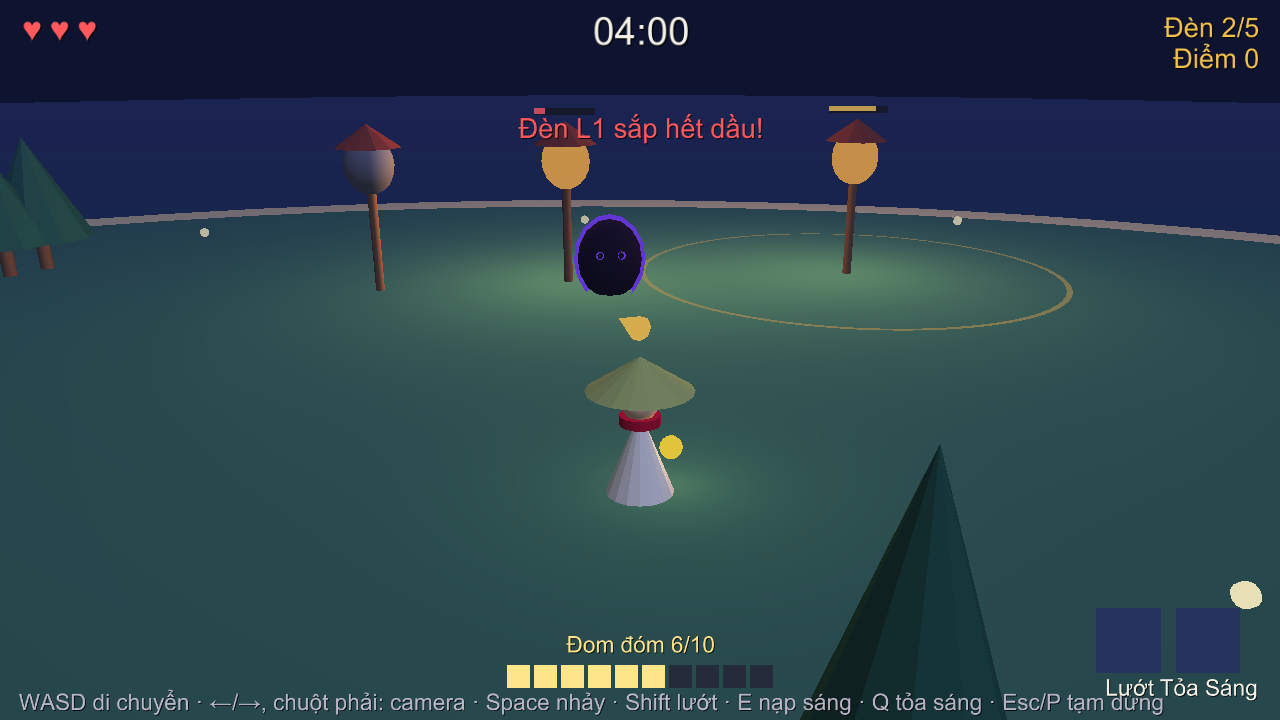 04:00
Đèn 2/5
Điểm 0
Đèn L1 sắp hết dầu!
Đom đóm 6/10
Lướt Tỏa Sáng
WASD di chuyển · ←/→, chuột phải: camera · Space nhảy · Shift lướt · E nạp sáng · Q tỏa sáng · Esc/P tạm dừng